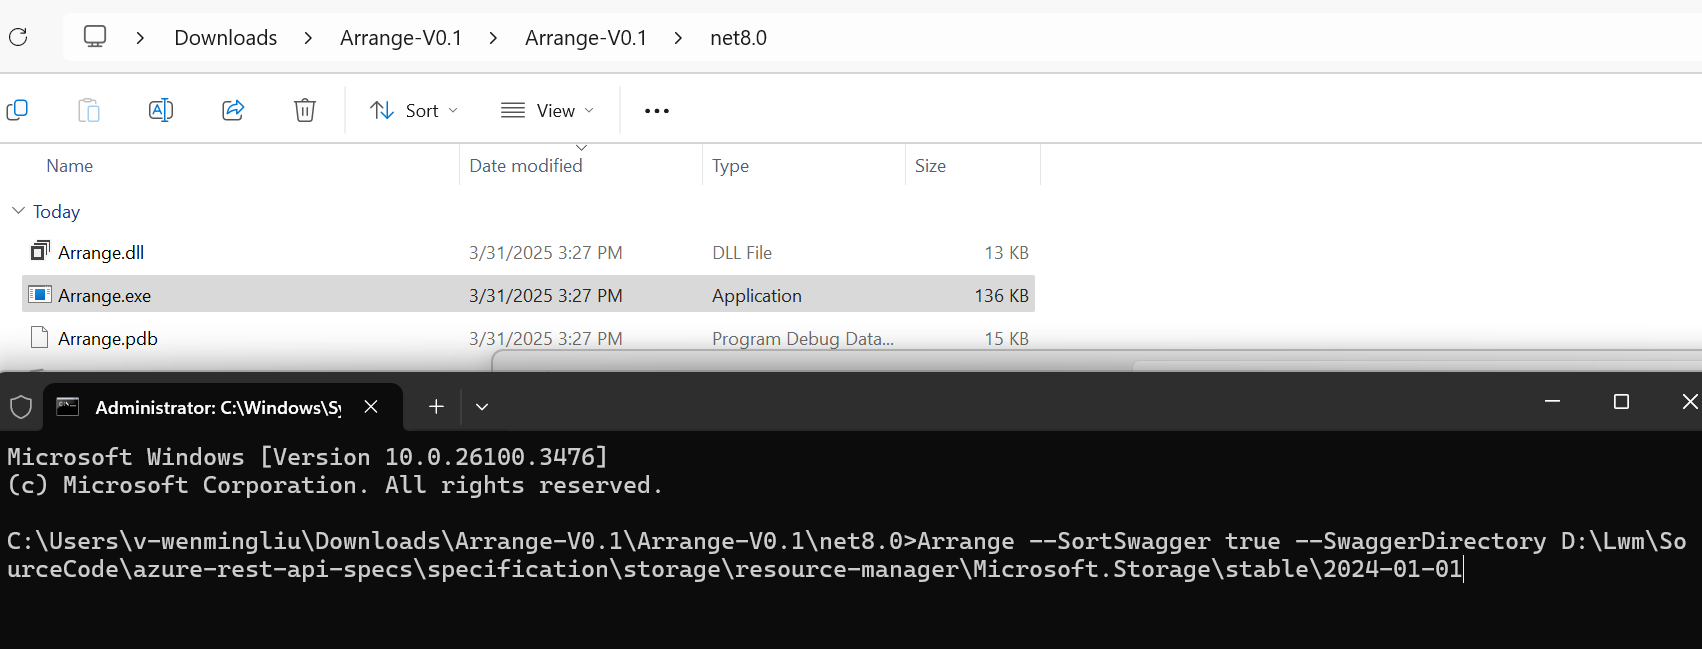 Downloads > Arrange-V0.1 > Arrange-V0.1 > net8.0
Sort View
Name Date modified Type Size
Today
Arrange.dll 3/31/2025 3:27 PM DLL File 13 KB
Arrange.exe 3/31/2025 3:27 PM Application 136 KB
Arrange.pdb 3/31/2025 3:27 PM Program Debug Data... 15 KB
Administrator: C:\Windows\Sy
Microsoft Windows [Version 10.0.26100.3476]
(c) Microsoft Corporation. All rights reserved.
C:\Users\v-wenmingliu\Downloads\Arrange-V0.1\Arrange-V0.1\net8.0>Arrange --SortSwagger true --SwaggerDirectory D:\Lwm\So
urceCode\azure-rest-api-specs\specification\storage\resource-manager\Microsoft.Storage\stable\2024-01-01